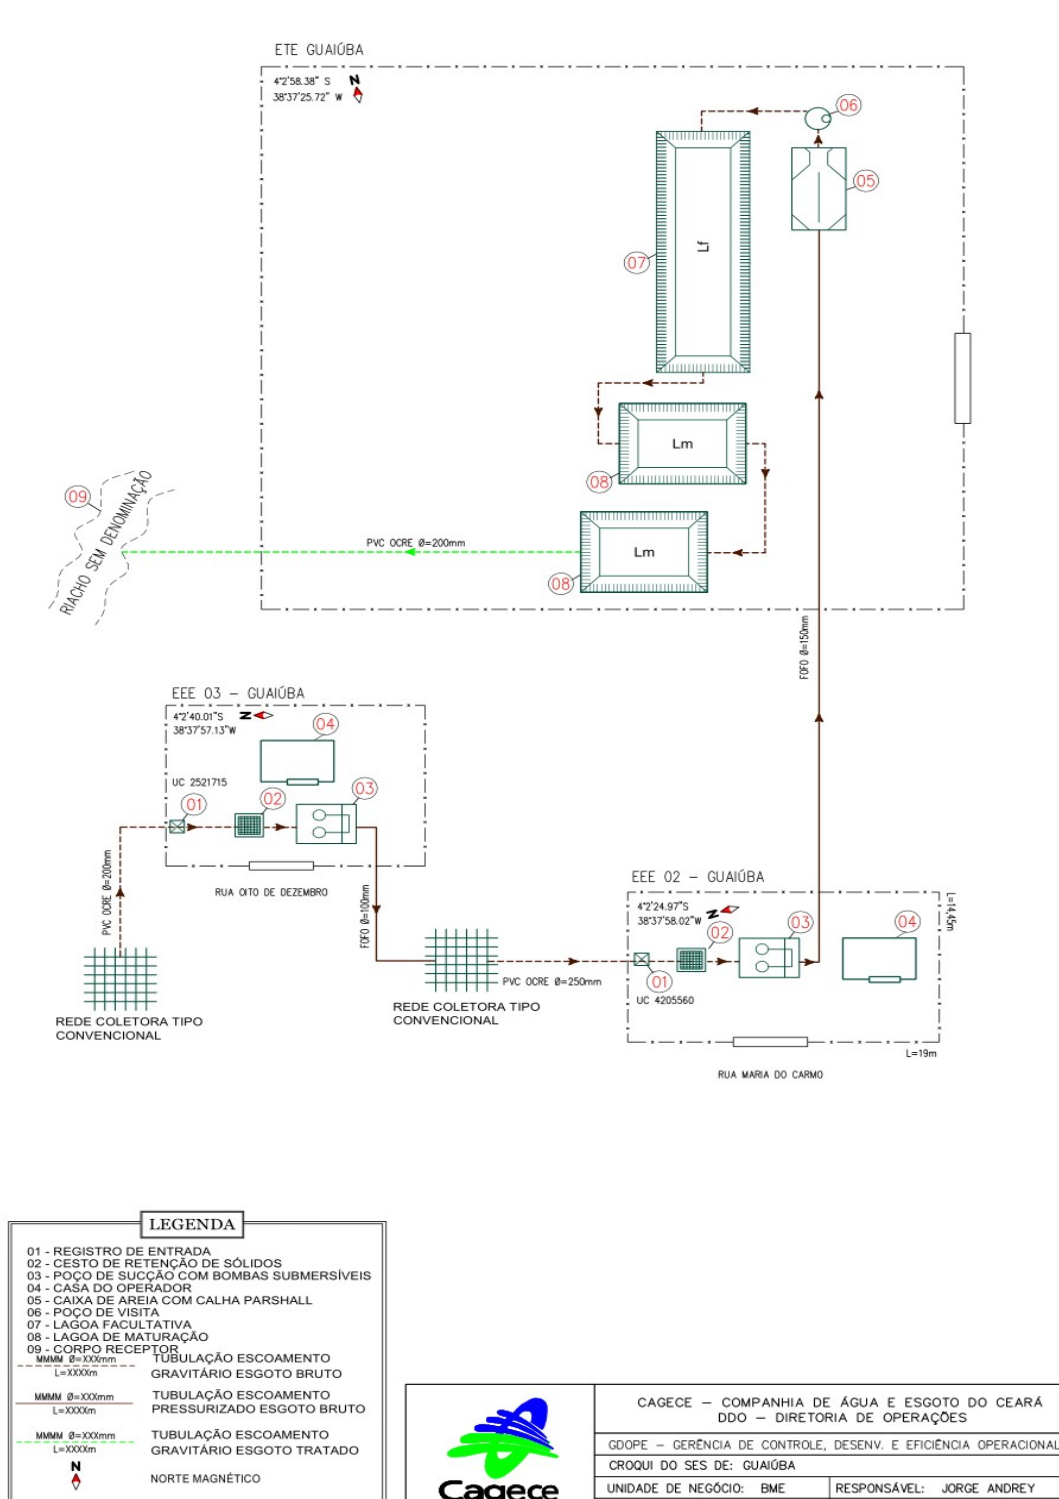 ETE GUAIÚBA
4°2'58.38" S
N
38°37'25.72" W
06
05
Lf
07
Lm
08
09
RIACHO SEM DENOMINAÇÃO
PVC OCRE Ø=200mm
Lm
08
FOFO Ø=150mm
EEE 03 – GUAIÚBA
4°2'40.01"S
N
38°37'57.13"W
04
UC 2521715
01
02
03
PVC OCRE Ø=200mm
RUA OITO DE DEZEMBRO
FOFO Ø=100mm
REDE COLETORA TIPO
CONVENCIONAL
REDE COLETORA TIPO
CONVENCIONAL
PVC OCRE Ø=250mm
EEE 02 – GUAIÚBA
4°2'24.97"S
N
38°37'58.02"W
02
03
04
L=14,45m
01
UC 4205560
L=19m
RUA MARIA DO CARMO
LEGENDA
01 - REGISTRO DE ENTRADA
02 - CESTO DE RETENÇÃO DE SÓLIDOS
03 - POÇO DE SUCÇÃO COM BOMBAS SUBMERSÍVEIS
04 - CASA DO OPERADOR
05 - CAIXA DE AREIA COM CALHA PARSHALL
06 - POÇO DE VISITA
07 - LAGOA FACULTATIVA
08 - LAGOA DE MATURAÇÃO
09 - CORPO RECEPTOR
MMMM Ø=XXXmm TUBULAÇÃO ESCOAMENTO
L=XXXXm GRAVITÁRIO ESGOTO BRUTO
MMMM Ø=XXXmm TUBULAÇÃO ESCOAMENTO
L=XXXXm PRESSURIZADO ESGOTO BRUTO
MMMM Ø=XXXmm TUBULAÇÃO ESCOAMENTO
L=XXXXm GRAVITÁRIO ESGOTO TRATADO
N
NORTE MAGNÉTICO
Cagece
CAGECE – COMPANHIA DE ÁGUA E ESGOTO DO CEARÁ
DDO – DIRETORIA DE OPERAÇÕES
GDOPE – GERÊNCIA DE CONTROLE, DESENV. E EFICIÊNCIA OPERACIONAL
CROQUI DO SES DE: GUAIÚBA
UNIDADE DE NEGÓCIO: BME
RESPONSÁVEL: JORGE ANDREY